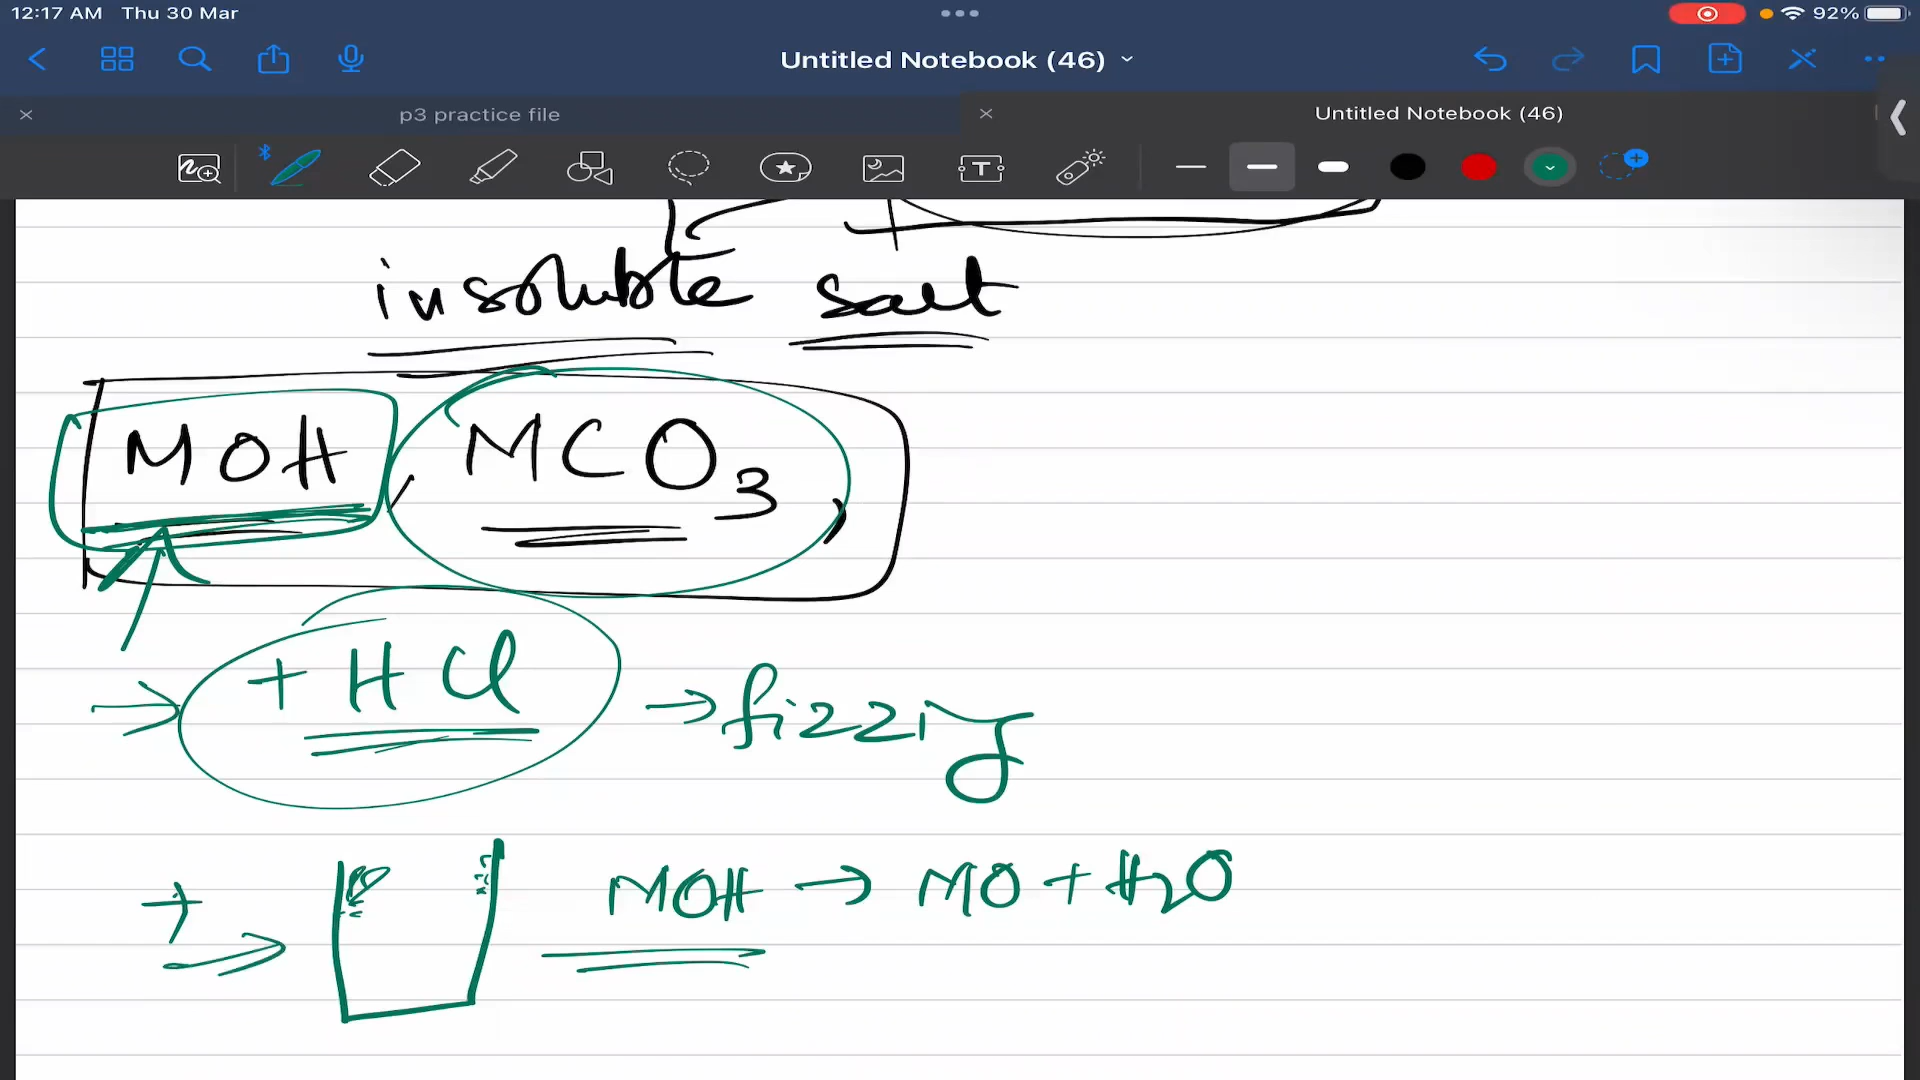 12:17 AM Thu 30 Mar
92%
Untitled Notebook (46)
p3 practice file
Untitled Notebook (46)
T
insoluble salt
MOH, MCO3,
+ HCl → fizzing
+ → MOH → MO + H2O